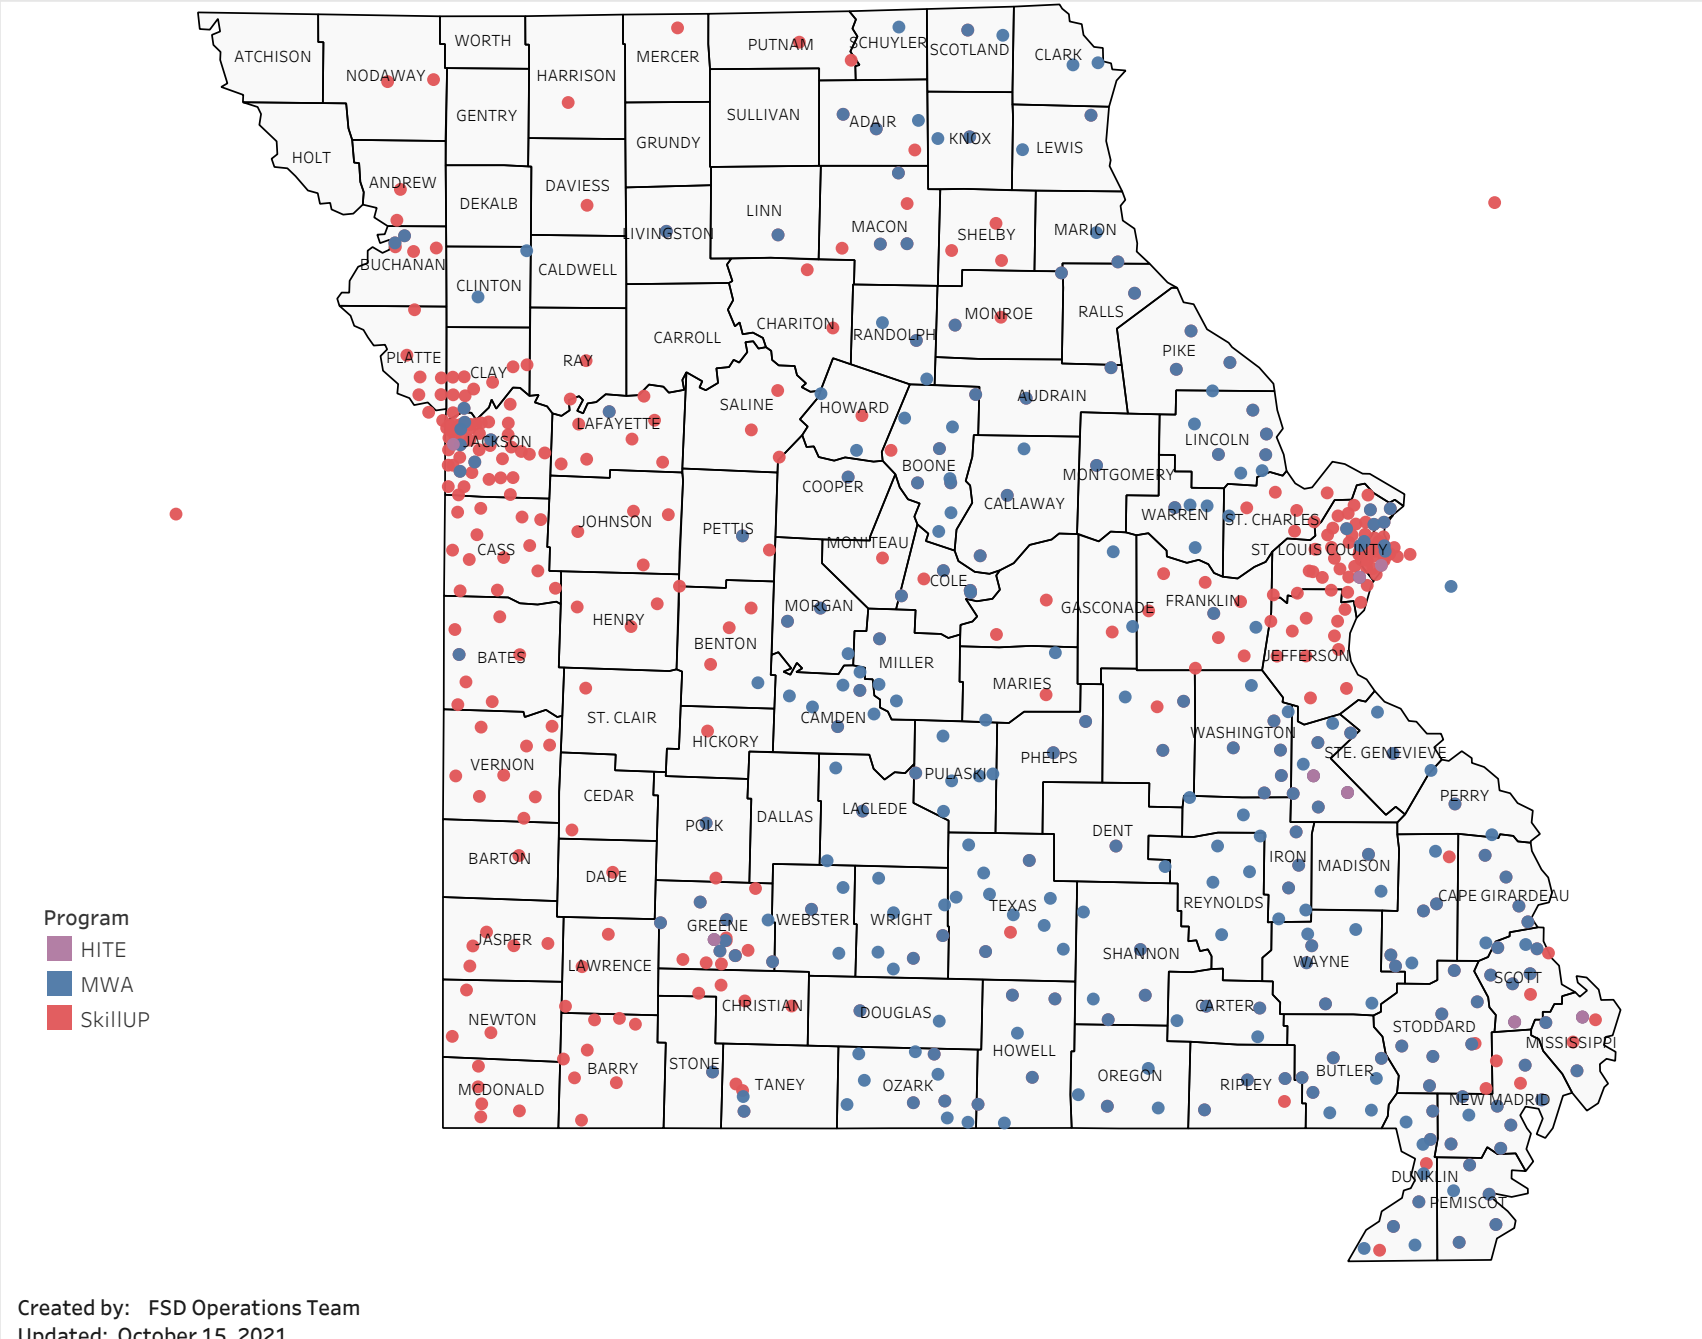 WORTH
ATCHISON
NODAWAY
HARRISON
MERCER
PUTNAM
SCHUYLER
SCOTLAND
CLARK
GENTRY
SULLIVAN
ADAIR
KNOX
LEWIS
GRUNDY
HOLT
ANDREW
DEKALB
DAVIESS
LINN
MACON
SHELBY
MARION
LIVINGSTON
BUCHANAN
CLINTON
CALDWELL
CHARITON
CARROLL
RANDOLPH
MONROE
RALLS
PIKE
PLATTE
CLAY
RAY
AUDRAIN
SALINE
HOWARD
LAFAYETTE
JACKSON
LINCOLN
BOONE
MONTGOMERY
COOPER
CALLAWAY
WARREN
ST. CHARLES
JOHNSON
PETTIS
MONITEAU
CASS
ST. LOUIS COUNTY
COLE
MORGAN
GASCONADE
FRANKLIN
HENRY
BENTON
BATES
MILLER
JEFFERSON
MARIES
ST. CLAIR
CAMDEN
HICKORY
WASHINGTON
STE. GENEVIEVE
VERNON
PULASKI
PHELPS
CEDAR
POLK
DALLAS
LACLEDE
PERRY
DENT
BARTON
DADE
IRON
MADISON
CAPE GIRARDEAU
REYNOLDS
GREENE
WEBSTER
WRIGHT
TEXAS
Program
HITE
MWA
SkillUP
JASPER
LAWRENCE
SHANNON
WAYNE
SCOTT
CHRISTIAN
DOUGLAS
CARTER
NEWTON
STODDARD
MISSISSIPPI
HOWELL
STONE
BARRY
TANEY
OZARK
OREGON
RIPLEY
BUTLER
MCDONALD
NEW MADRID
DUNKLIN
PEMISCOT
Created by: FSD Operations Team
Updated: October 15, 2021